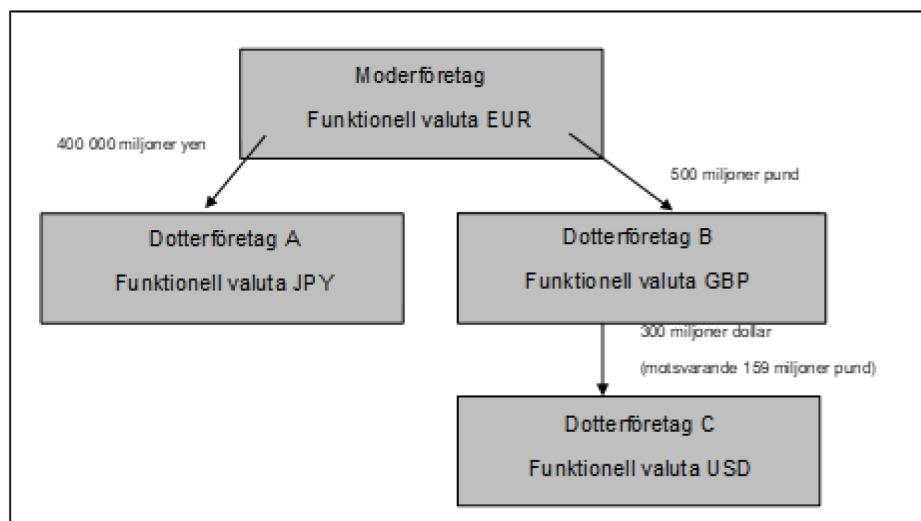 Moderföretag
Funktionell valuta EUR
400 000 miljoner yen
500 miljoner pund
Dotterföretag A
Funktionell valuta JPY
Dotterföretag B
Funktionell valuta GBP
300 miljoner dollar
(motsvarande 159 miljoner pund)
Dotterföretag C
Funktionell valuta USD